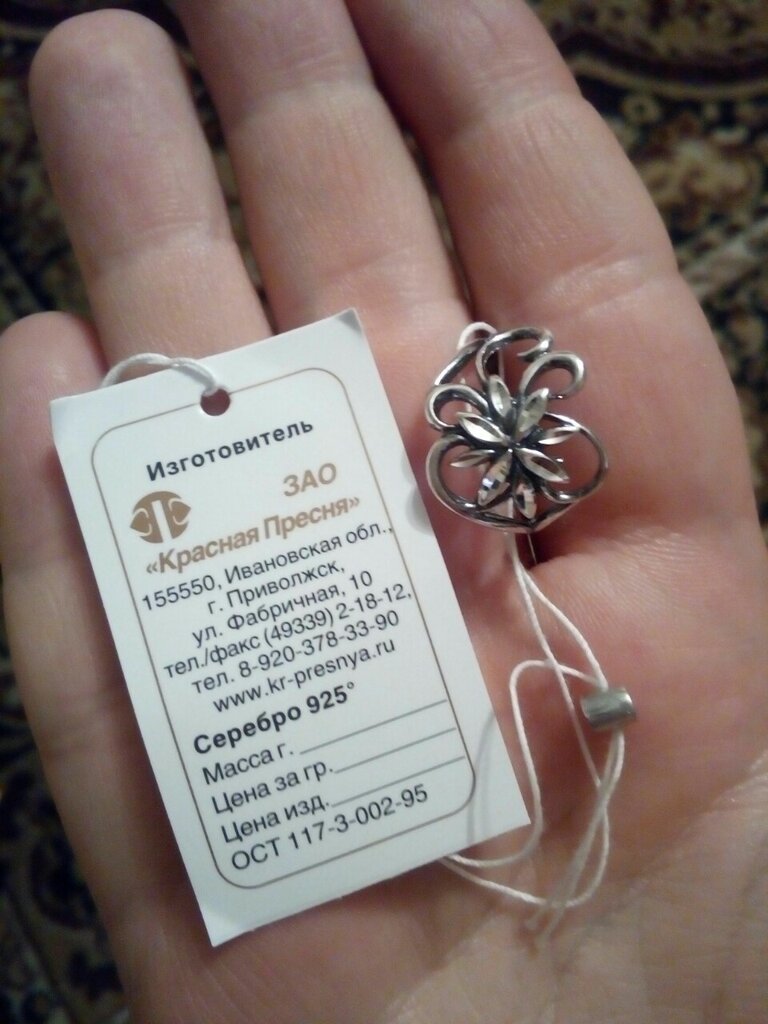 Изготовитель
ЗАО
«Красная Пресня»
155550, Ивановская обл.,
г. Приволжск,
ул. Фабричная, 10
тел./факс (49339) 2-18-12,
тел. 8-920-378-33-90
www.kr-presnya.ru
Серебро 925°
Масса г.
Цена за гр.
Цена изд.
ОСТ 117-3-002-95